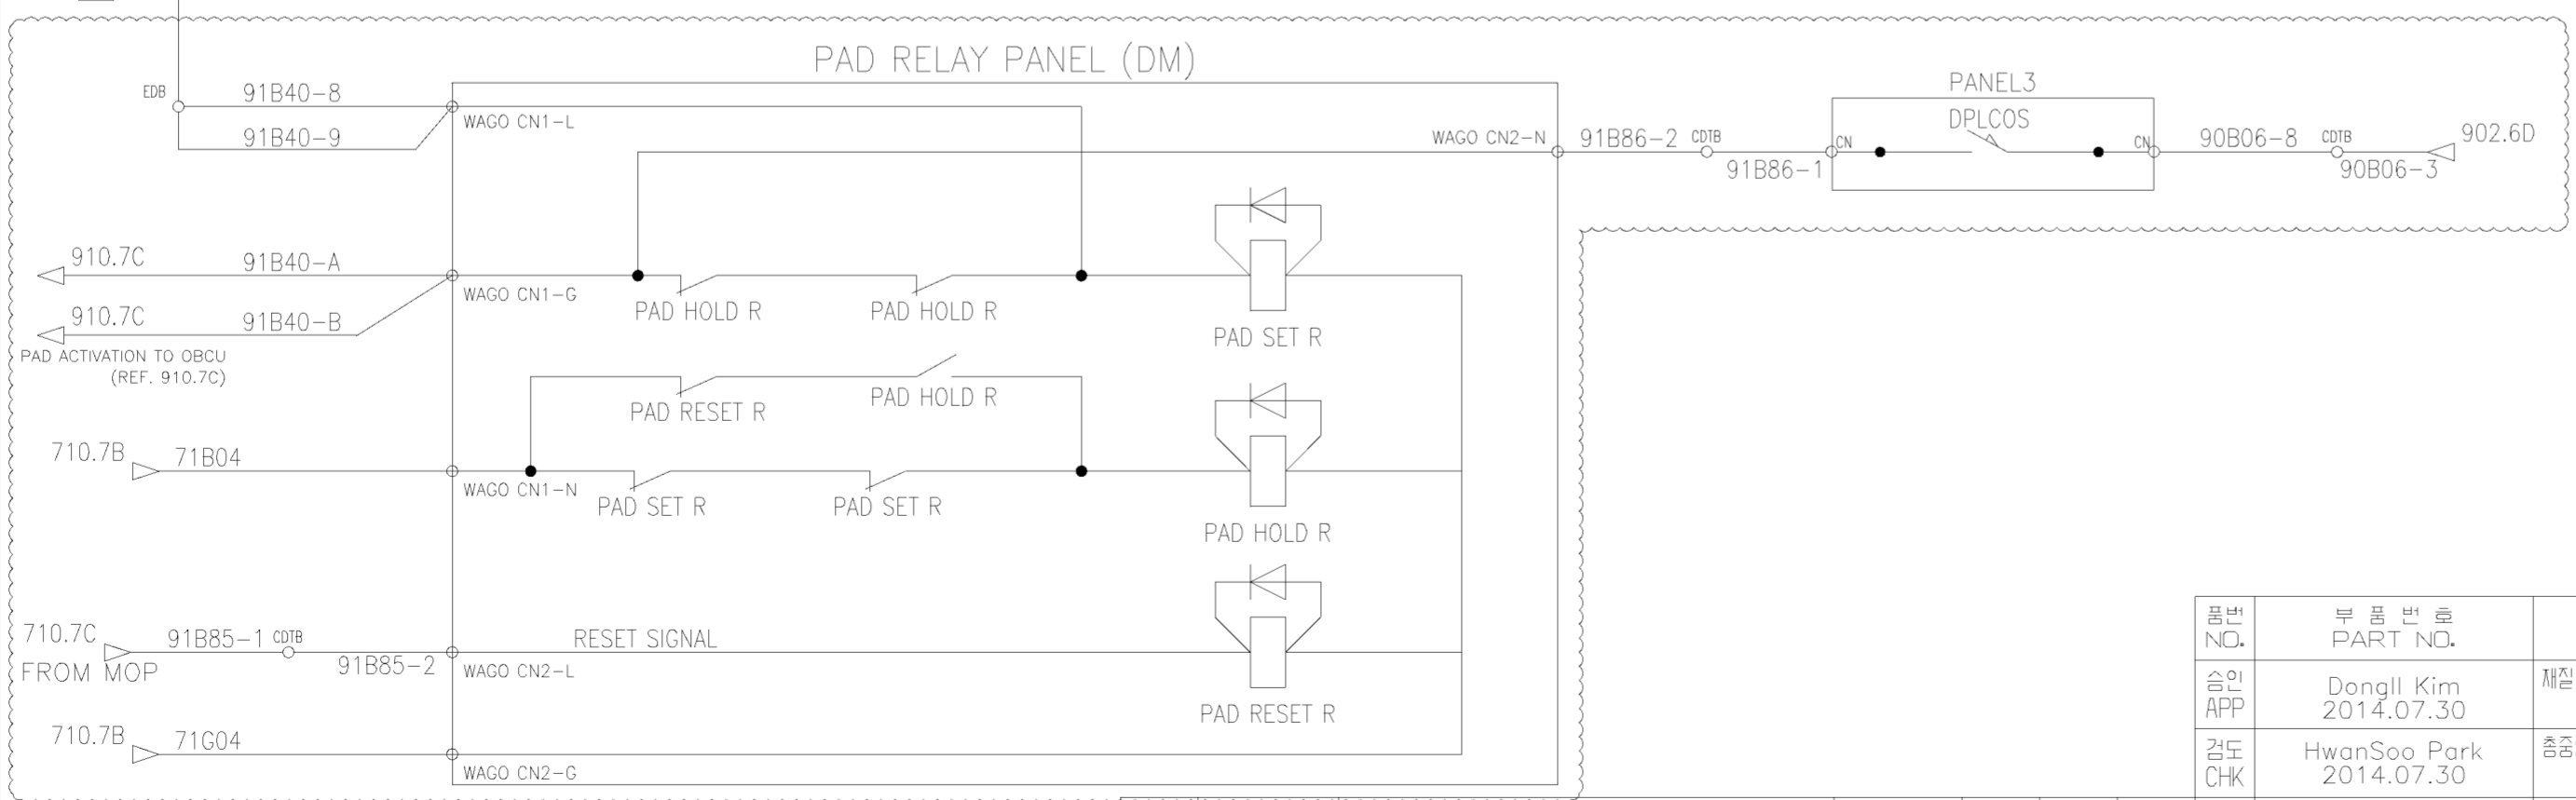 PAD RELAY PANEL (DM)
EDB
91B40-8
91B40-9
WAGO CN1-L
WAGO CN2-N
91B86-2
CDTB
91B86-1
PANEL3
DPLCOS
CN
CN
90B06-8
CDTB
90B06-3
902.6D
910.7C
91B40-A
WAGO CN1-G
PAD HOLD R
PAD HOLD R
PAD SET R
910.7C
91B40-B
PAD ACTIVATION TO OBCU
(REF. 910.7C)
PAD RESET R
PAD HOLD R
710.7B
71B04
WAGO CN1-N
PAD SET R
PAD SET R
PAD HOLD R
710.7C
FROM MOP
91B85-1
CDTB
91B85-2
RESET SIGNAL
WAGO CN2-L
PAD RESET R
710.7B
71G04
WAGO CN2-G
품번
NO.
부 품 번 호
PART NO.
승인
APP
DongIl Kim
2014.07.30
재질
검도
CHK
HwanSoo Park
2014.07.30
총중